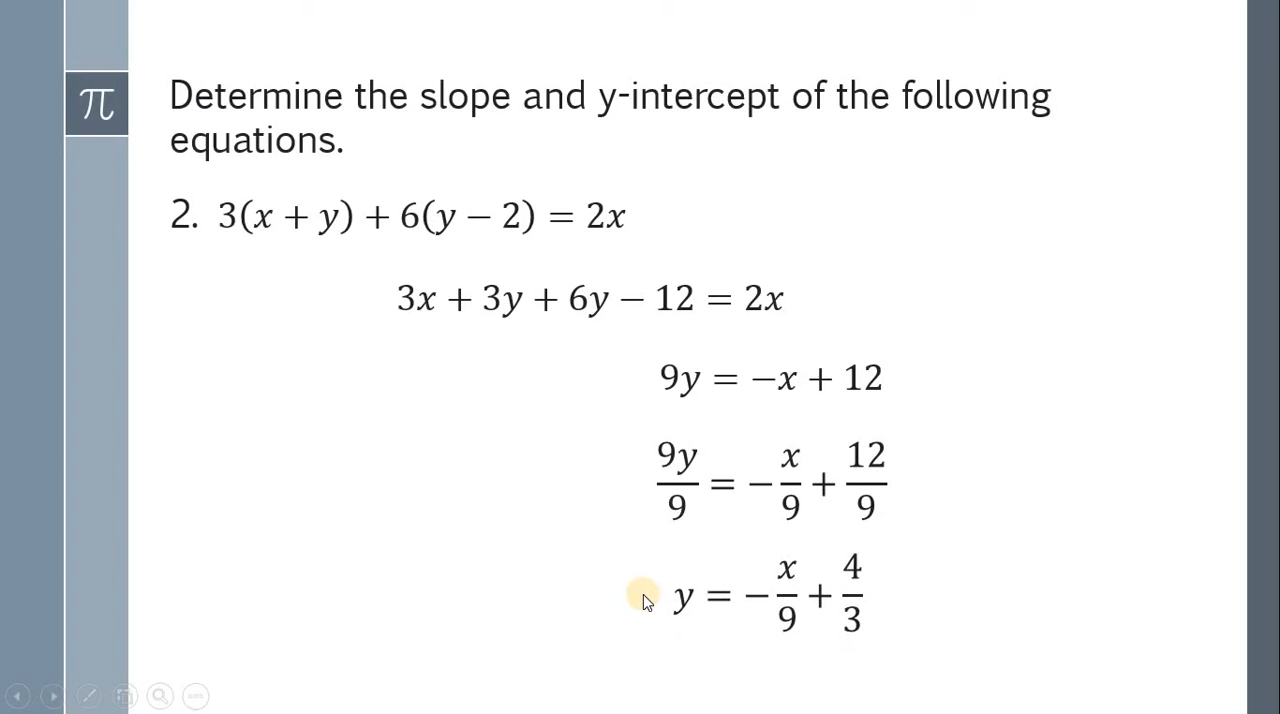 π
Determine the slope and y-intercept of the following
equations.
2. 3(x + y) + 6(y − 2) = 2x
3x + 3y + 6y − 12 = 2x
9y = −x + 12
9y/9 = −x/9 + 12/9
y = −x/9 + 4/3